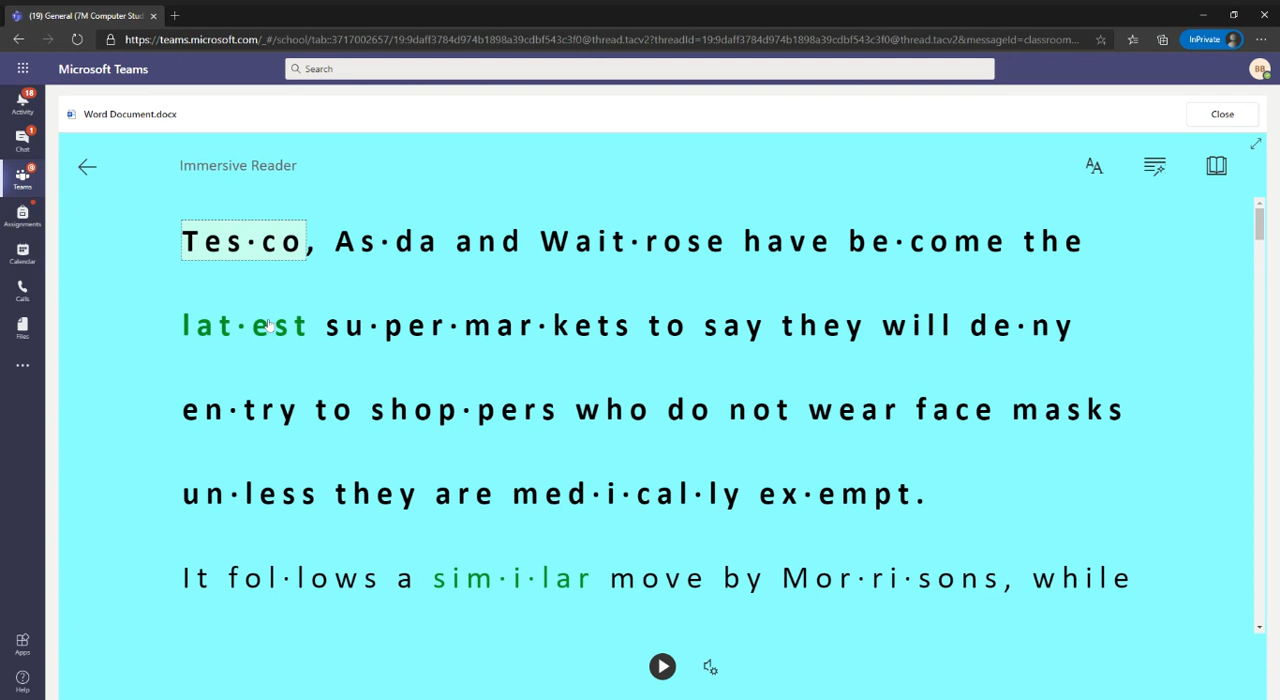 (19) General (7M Computer Stud
https://teams.microsoft.com/_#/school/tab::3717002657/19:9daff3784d974b1898a39cdbf543c3f0@thread.tacv2?threadId=19:9daff3784d974b1898a39cdbf543c3f0@thread.tacv2&messageId=classroom...
InPrivate
Microsoft Teams
Search
BB
18
Activity
Word Document.docx
Close
1
Chat
Teams
Immersive Reader
Assignments
Calendar
Calls
Files
Tes·co, As·da and Wait·rose have be·come the
lat·est su·per·mar·kets to say they will de·ny
en·try to shop·pers who do not wear face masks
un·less they are med·i·cal·ly ex·empt.
It fol·lows a sim·i·lar move by Mor·ri·sons, while
Apps
Help